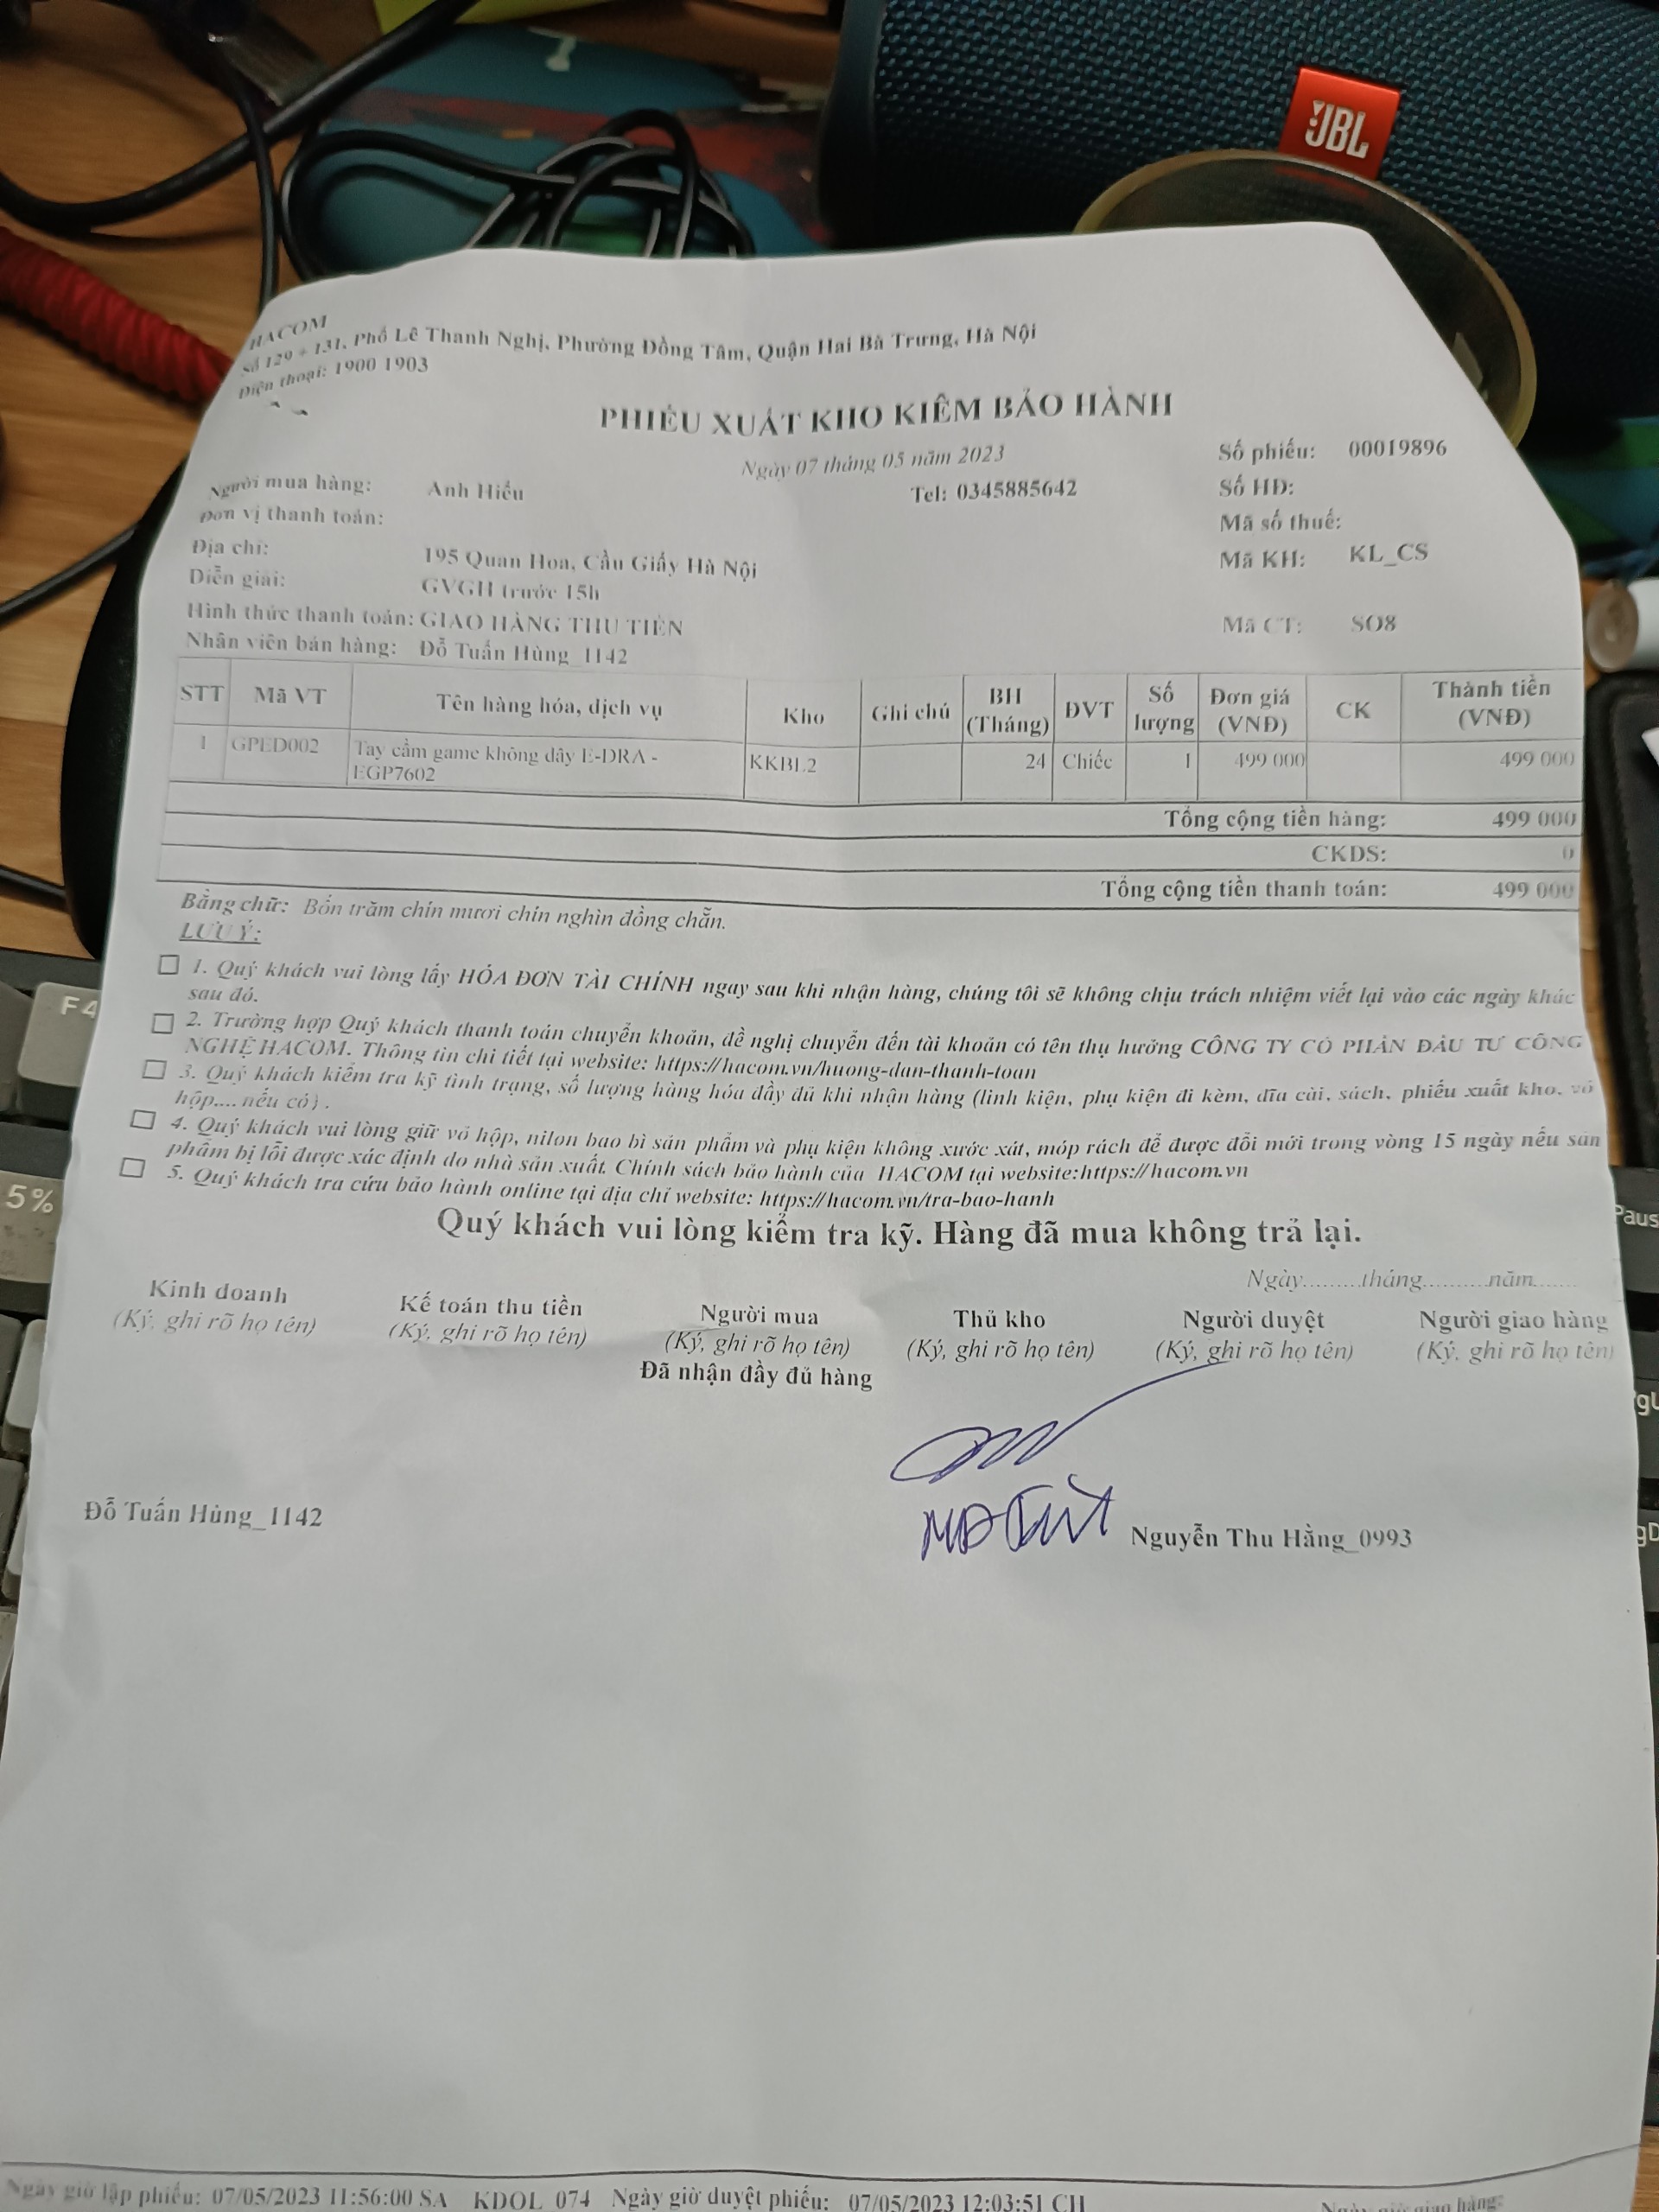 JBL
HACOM
Số 129 + 131, Phố Lê Thanh Nghị, Phường Đồng Tâm, Quận Hai Bà Trưng, Hà Nội
Điện thoại: 1900 1903
PHIẾU XUẤT KHO KIÊM BẢO HÀNH
Ngày 07 tháng 05 năm 2023
Số phiếu: 00019896
Người mua hàng: Anh Hiếu Tel: 0345885642 Số HĐ:
Đơn vị thanh toán: Mã số thuế:
Địa chỉ: 195 Quan Hoa, Cầu Giấy Hà Nội Mã KH: KL_CS
Diễn giải: GVGH trước 15h
Hình thức thanh toán: GIAO HÀNG THU TIỀN Mã CT: SO8
Nhân viên bán hàng: Đỗ Tuấn Hùng_1142
STT Mã VT Tên hàng hóa, dịch vụ Kho Ghi chú BH (Tháng) ĐVT Số lượng Đơn giá (VNĐ) CK Thành tiền (VNĐ)
1 GPED002 Tay cầm game không dây E-DRA - KKBL2 24 Chiếc 1 499 000 499 000
EGP7602
Tổng cộng tiền hàng: 499 000
CKDS: 0
Tổng cộng tiền thanh toán: 499 000
Bằng chữ: Bốn trăm chín mươi chín nghìn đồng chẵn.
LƯU Ý:
1. Quý khách vui lòng lấy HÓA ĐƠN TÀI CHÍNH ngay sau khi nhận hàng, chúng tôi sẽ không chịu trách nhiệm viết lại vào các ngày khác
sau đó.
2. Trường hợp Quý khách thanh toán chuyển khoản, đề nghị chuyển đến tài khoản có tên thụ hưởng CÔNG TY CỔ PHẦN ĐẦU TƯ CÔNG
NGHỆ HACOM. Thông tin chi tiết tại website: https://hacom.vn/huong-dan-thanh-toan
3. Quý khách kiểm tra kỹ tình trạng, số lượng hàng hóa đầy đủ khi nhận hàng (linh kiện, phụ kiện đi kèm, đĩa cài, sách, phiếu xuất kho, vỏ
hộp.... nếu có).
4. Quý khách vui lòng giữ vỏ hộp, nilon bao bì sản phẩm và phụ kiện không xước xát, móp rách để được đổi mới trong vòng 15 ngày nếu sản
phẩm bị lỗi được xác định do nhà sản xuất. Chính sách bảo hành của HACOM tại website:https://hacom.vn
5. Quý khách tra cứu bảo hành online tại địa chỉ website: https://hacom.vn/tra-bao-hanh
Quý khách vui lòng kiểm tra kỹ. Hàng đã mua không trả lại.
Ngày.........tháng.........năm.......
Kinh doanh Kế toán thu tiền Người mua Thủ kho Người duyệt Người giao hàng
(Ký, ghi rõ họ tên) (Ký, ghi rõ họ tên) (Ký, ghi rõ họ tên) (Ký, ghi rõ họ tên) (Ký, ghi rõ họ tên) (Ký, ghi rõ họ tên)
Đã nhận đầy đủ hàng
Đỗ Tuấn Hùng_1142 Nguyễn Thu Hằng_0993
Ngày giờ lập phiếu: 07/05/2023 11:56:00 SA KDOL_074 Ngày giờ duyệt phiếu: 07/05/2023 12:03:51 CH Ngày giờ giao hàng:
F4
5%
Paus